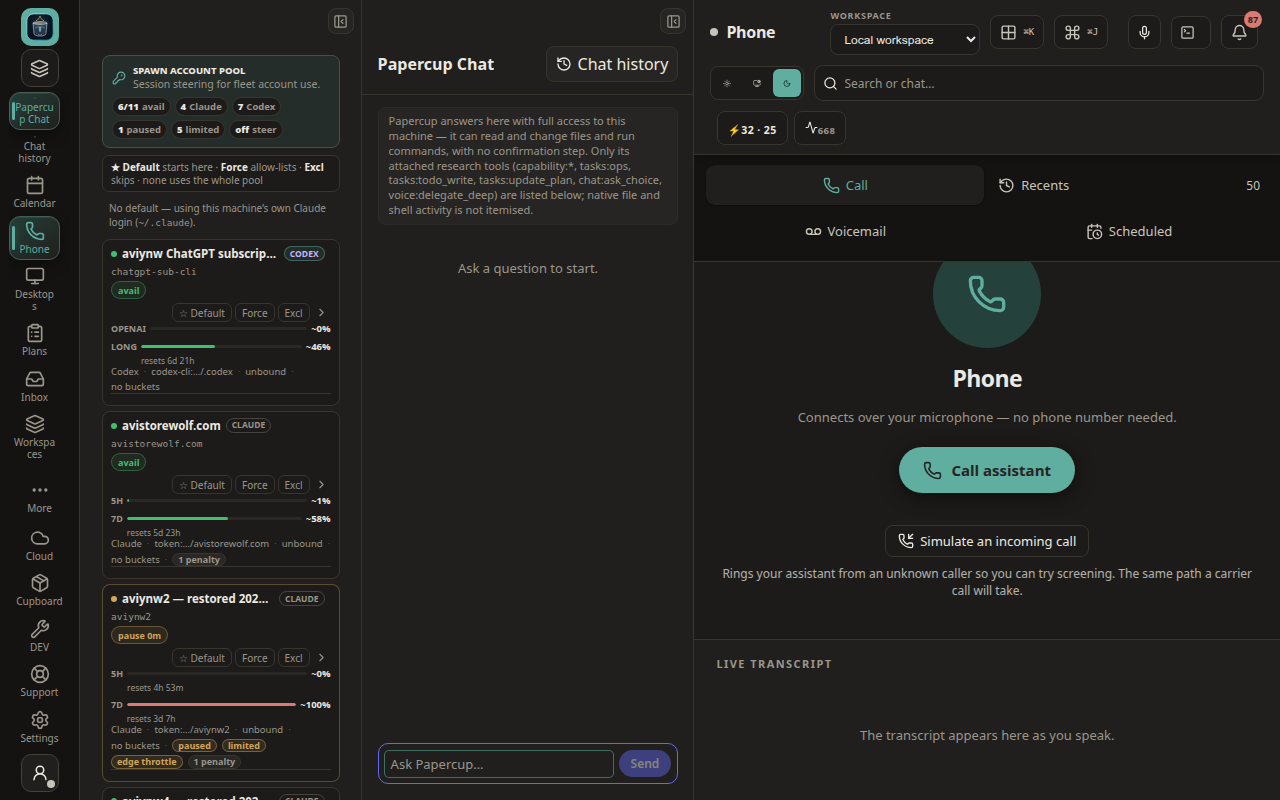 Papercu
p Chat
Chat
history
Calendar
Phone
Desktop
s
Plans
Inbox
Workspa
ces
More
Cloud
Cupboard
DEV
Support
Settings
SPAWN ACCOUNT POOL
Session steering for fleet account use.
6/11 avail 4 Claude 7 Codex
1 paused 5 limited off steer
★ Default starts here · Force allow-lists · Excl
skips · none uses the whole pool
No default — using this machine's own Claude
login (~/.claude).
aviynw ChatGPT subscrip... CODEX
chatgpt-sub-cli
avail
☆ Default Force Excl
OPENAI ~0%
LONG ~46%
resets 6d 21h
Codex · codex-cli:.../.codex · unbound ·
no buckets
avistorewolf.com CLAUDE
avistorewolf.com
avail
☆ Default Force Excl
5H ~1%
7D ~58%
resets 5d 23h
Claude · token:.../avistorewolf.com · unbound ·
no buckets · 1 penalty
aviynw2 — restored 202... CLAUDE
aviynw2
pause 0m
☆ Default Force Excl
5H ~0%
resets 4h 53m
7D ~100%
resets 3d 7h
Claude · token:.../aviynw2 · unbound ·
no buckets · paused limited
edge throttle 1 penalty
Papercup Chat
Chat history
Papercup answers here with full access to this
machine — it can read and change files and run
commands, with no confirmation step. Only its
attached research tools (capability:*, tasks:ops,
tasks:todo_write, tasks:update_plan, chat:ask_choice,
voice:delegate_deep) are listed below; native file and
shell activity is not itemised.
Ask a question to start.
Ask Papercup...
Send
Phone
WORKSPACE
Local workspace
⌘K
⌘J
87
Search or chat...
⚡32 · 25
668
Call
Recents 50
Voicemail
Scheduled
Phone
Connects over your microphone — no phone number needed.
Call assistant
Simulate an incoming call
Rings your assistant from an unknown caller so you can try screening. The same path a carrier
call will take.
LIVE TRANSCRIPT
The transcript appears here as you speak.